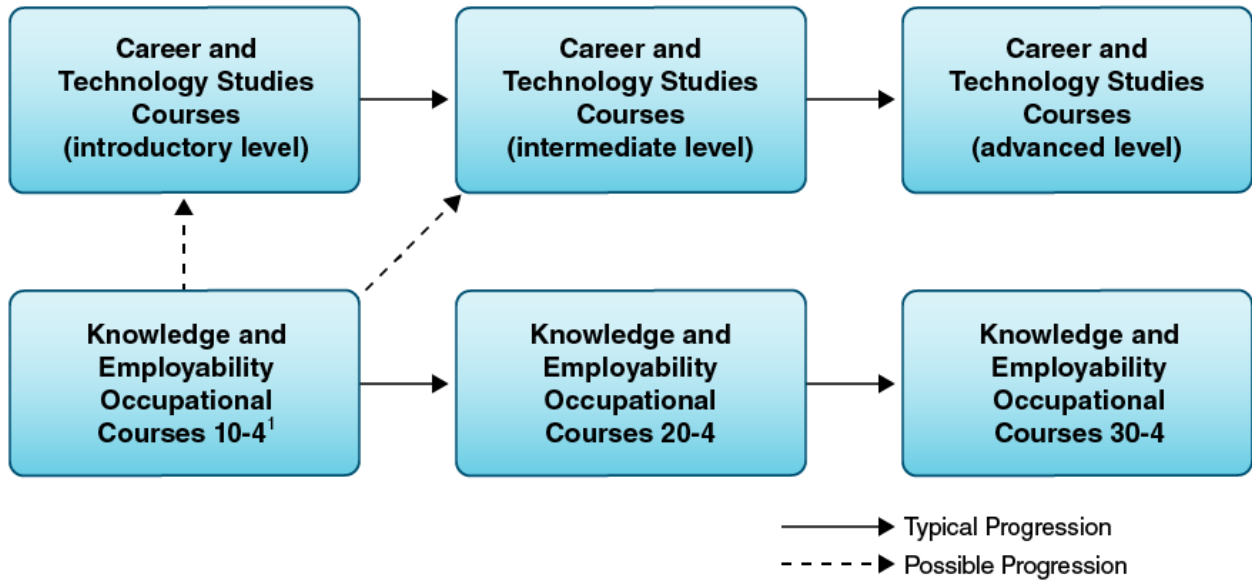 Career and
Technology Studies
Courses
(introductory level)
Career and
Technology Studies
Courses
(intermediate level)
Career and
Technology Studies
Courses
(advanced level)
Knowledge and
Employability
Occupational
Courses 10-4¹
Knowledge and
Employability
Occupational
Courses 20-4
Knowledge and
Employability
Occupational
Courses 30-4
Typical Progression
Possible Progression